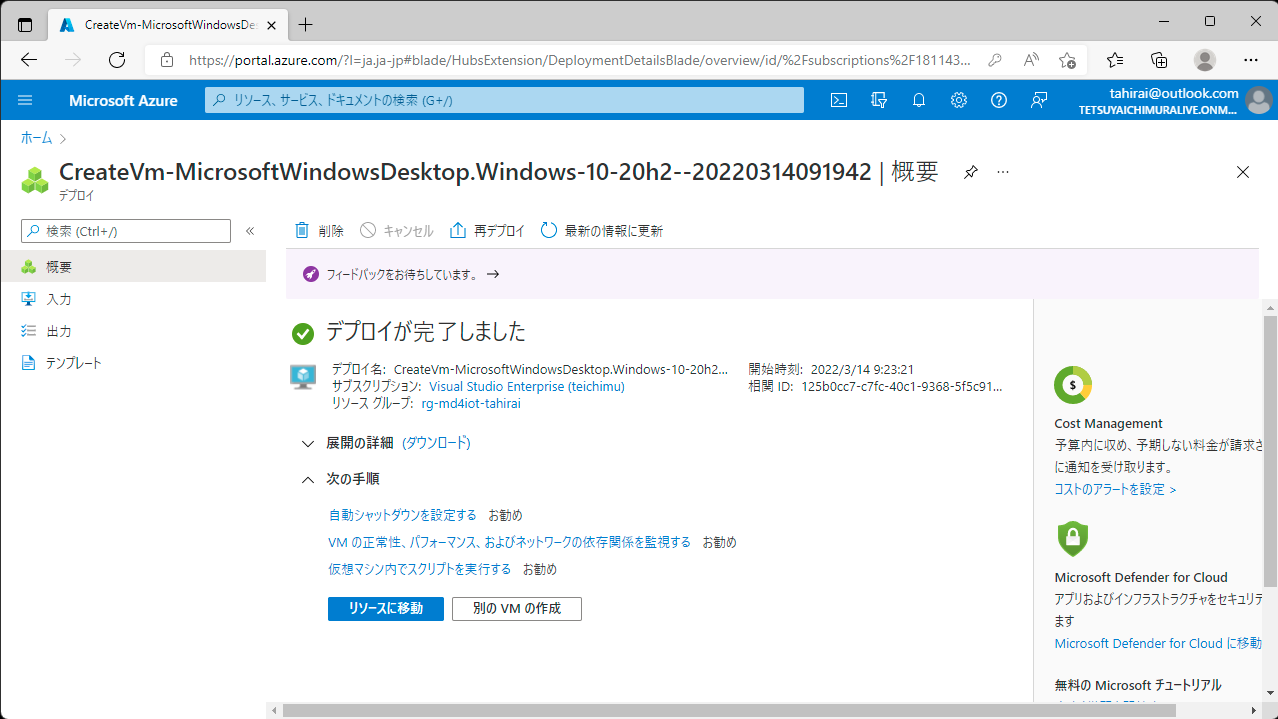 CreateVm-MicrosoftWindowsDe
https://portal.azure.com/?l=ja.ja-jp#blade/HubsExtension/DeploymentDetailsBlade/overview/id/%2Fsubscriptions%2F181143...
Microsoft Azure
リソース、サービス、ドキュメントの検索 (G+/)
tahirai@outlook.com
TETSUYAICHIMURALIVE.ONM...
ホーム
CreateVm-MicrosoftWindowsDesktop.Windows-10-20h2--20220314091942 | 概要
デプロイ
検索 (Ctrl+/)
概要
入力
出力
テンプレート
削除
キャンセル
再デプロイ
最新の情報に更新
フィードバックをお待ちしています。 →
デプロイが完了しました
デプロイ名: CreateVm-MicrosoftWindowsDesktop.Windows-10-20h2...
サブスクリプション: Visual Studio Enterprise (teichimu)
リソース グループ: rg-md4iot-tahirai
開始時刻: 2022/3/14 9:23:21
相関 ID: 125b0cc7-c7fc-40c1-9368-5f5c91...
展開の詳細 (ダウンロード)
次の手順
自動シャットダウンを設定する お勧め
VM の正常性、パフォーマンス、およびネットワークの依存関係を監視する お勧め
仮想マシン内でスクリプトを実行する お勧め
リソースに移動
別の VM の作成
Cost Management
予算内に収め、予期しない料金が請求さ
に通知を受け取ります。
コストのアラートを設定 >
Microsoft Defender for Cloud
アプリおよびインフラストラクチャをセキュリテ
ます
Microsoft Defender for Cloud に移動
無料の Microsoft チュートリアル